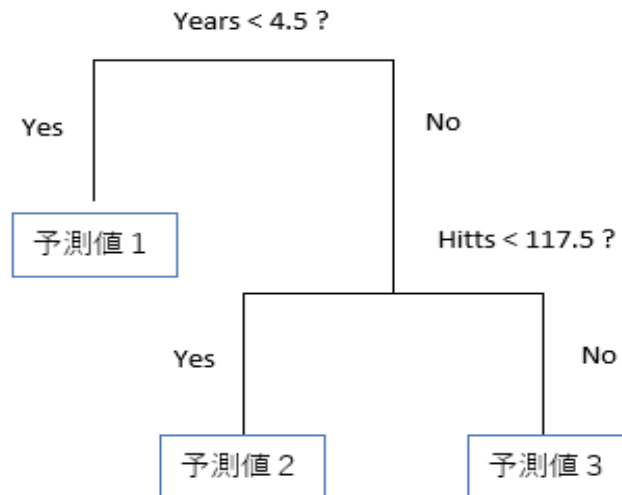 Years < 4.5 ?
Yes
No
予測値１
Hitts < 117.5 ?
Yes
No
予測値２
予測値３